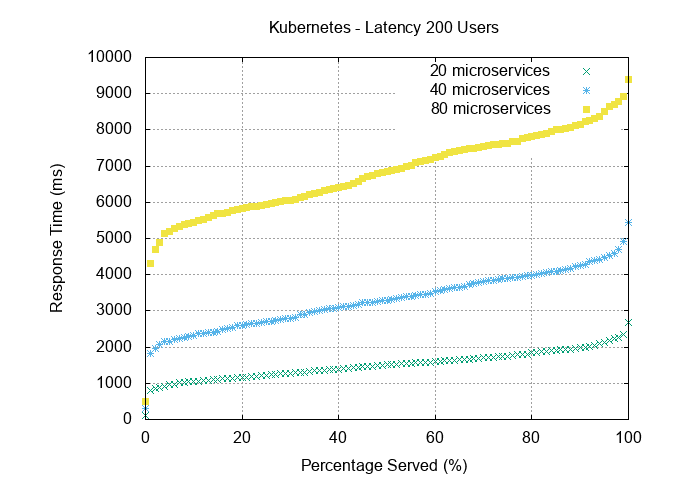 Kubernetes - Latency 200 Users
10000
9000
8000
7000
6000
5000
4000
3000
2000
1000
0
Response Time (ms)
20 microservices
40 microservices
80 microservices
0 20 40 60 80 100
Percentage Served (%)